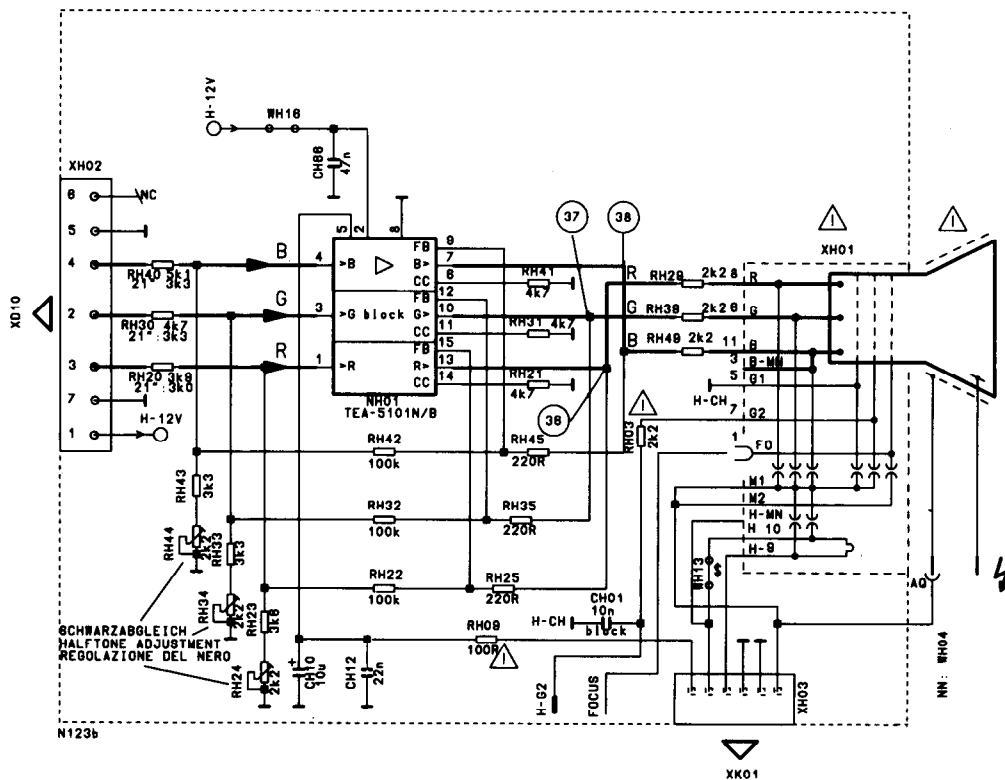 H-12V
WH16
CH88
47n
XH02
6
NC
5
4
RH40 5k1
21": 3k3
2
RH30 4k7
21": 3k3
3
RH20 3k9
7
1
H-12V
XD10
B
G
R
5
2
8
4
>B
3
>G block
1
>R
FB
9
B>
7
CC
6
FB
12
G>
10
CC
11
FB
15
R>
13
CC
14
NH01
TEA-5101N/B
RH41
4k7
RH31
4k7
RH21
4k7
37
38
R
RH29
2k2
8
R
G
RH39
2k2
6
G
B
RH49
2k2
11
B
3
B-MN
5
G1
H-CH
7
G2
1
FO
XH01
RH03
2k2
M1
M2
H-MN
H 10
H-9
WH13
AQ
NN: WH04
RH42
100k
RH45
220R
RH32
100k
RH35
220R
RH22
100k
RH25
220R
RH43
3k3
RH44
2k2
RH33
3k3
RH34
2k2
RH23
RH24
2k2
SCHWARZABGLEICH
HALFTONE ADJUSTMENT
REGOLAZIONE DEL NERO
CH10
10u
+
CH12
22n
RH09
100R
CH01
10n
block
H-CH
H-G2
FOCUS
XH03
XK01
N123b